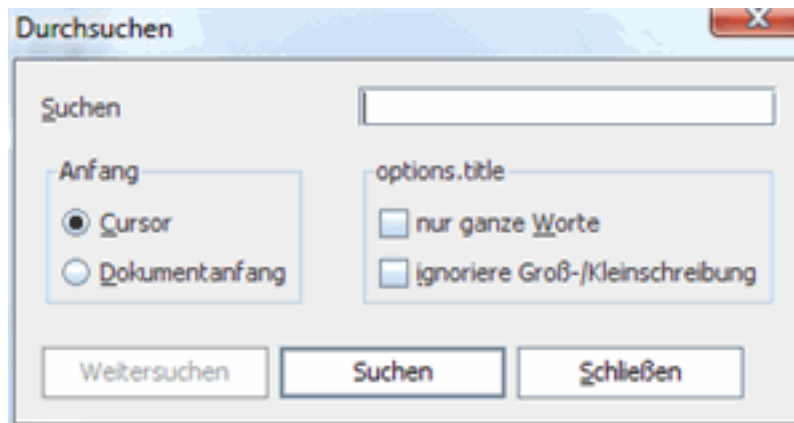 Durchsuchen
Suchen
Anfang
options.title
Cursor
nur ganze Worte
Dokumentanfang
ignoriere Groß-/Kleinschreibung
Weitersuchen
Suchen
Schließen